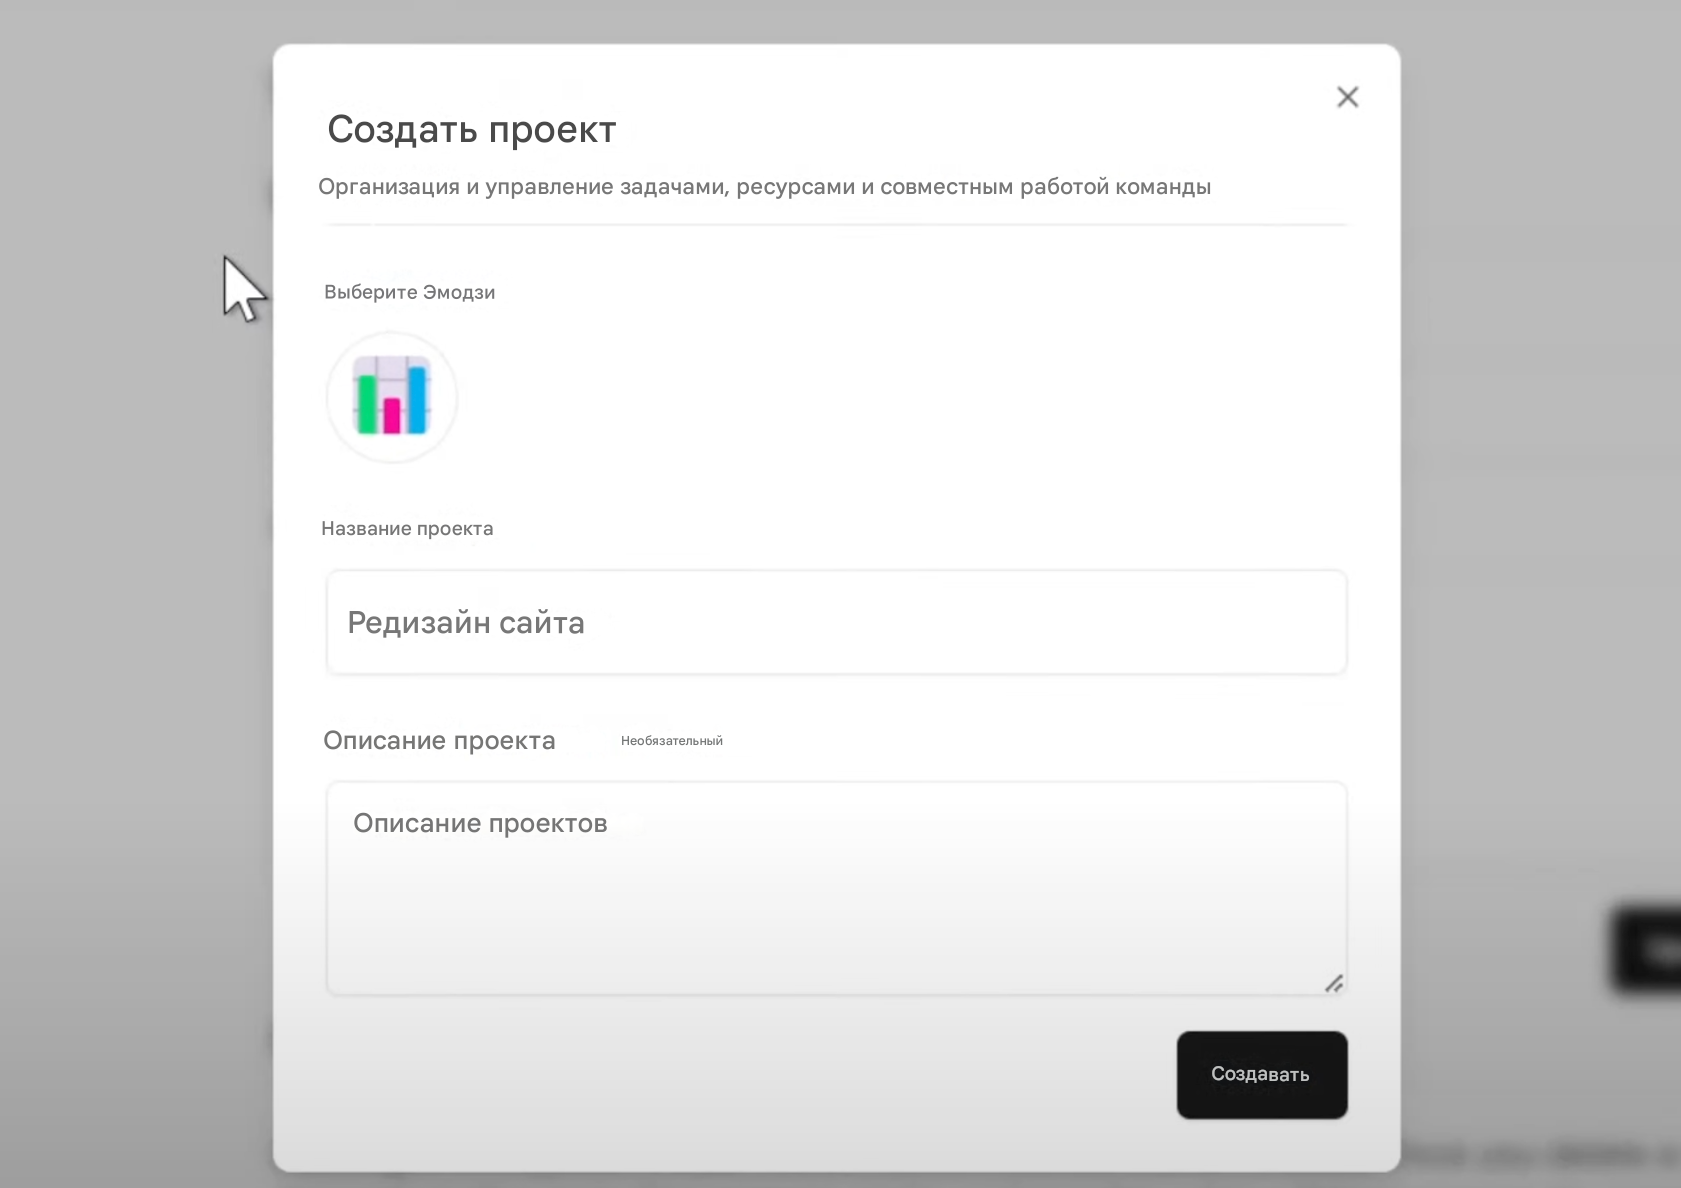 Создать проект
Организация и управление задачами, ресурсами и совместным работой команды
Выберите Эмодзи
Название проекта
Редизайн сайта
Описание проекта Необязательный
Описание проектов
Создавать